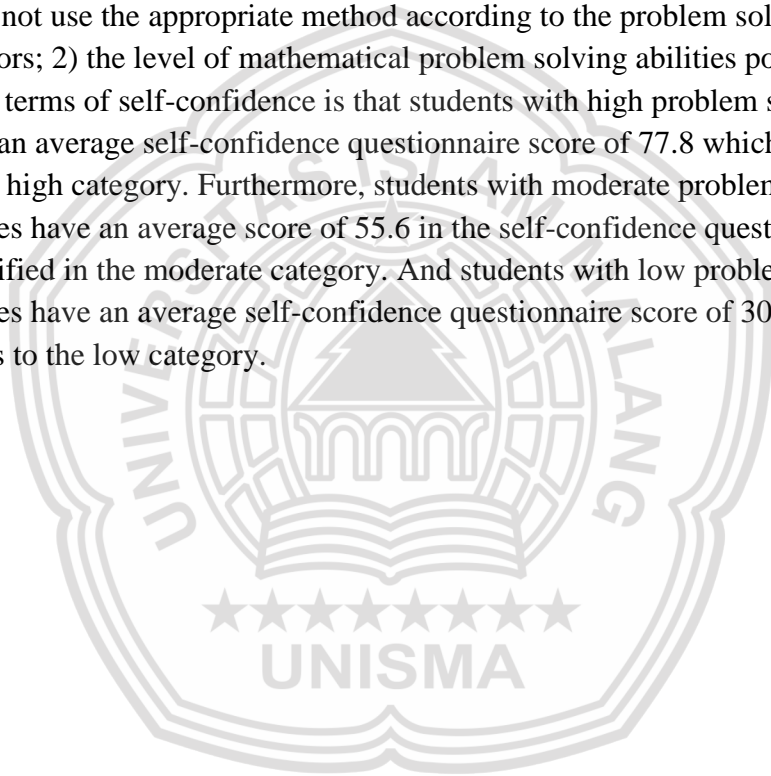 not use the appropriate method according to the problem sol
ors; 2) the level of mathematical problem solving abilities po
terms of self-confidence is that students with high problem s
an average self-confidence questionnaire score of 77.8 which
high category. Furthermore, students with moderate problem
es have an average score of 55.6 in the self-confidence quest
ified in the moderate category. And students with low proble
es have an average self-confidence questionnaire score of 30
s to the low category.
UNIVERSITAS ISLAM MALANG
UNISMA